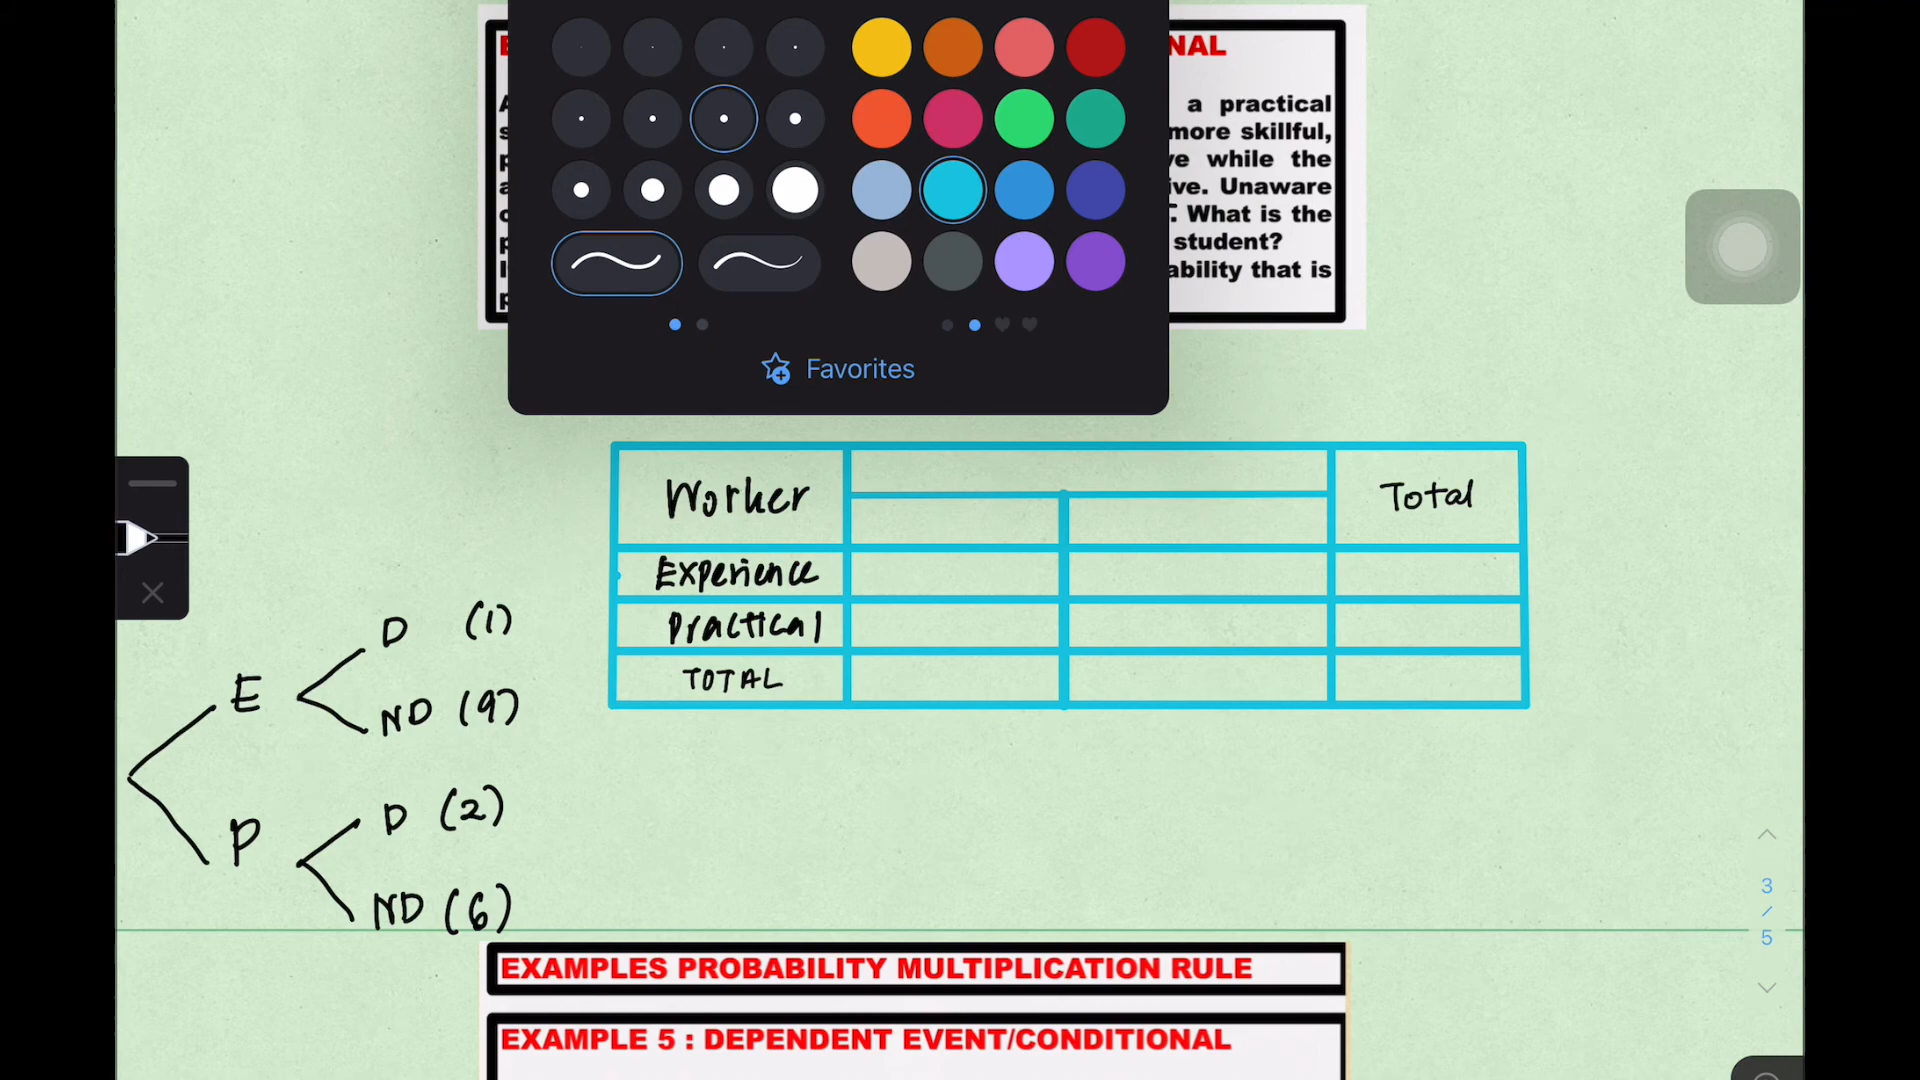 NAL
a practical
more skillful,
ve while the
ive. Unaware
. What is the
student?
ability that is
Favorites
Worker Total
Experience
Practical
TOTAL
D (1)
E
ND (9)
D (2)
P
ND (6)
3
/
5
EXAMPLES PROBABILITY MULTIPLICATION RULE
EXAMPLE 5 : DEPENDENT EVENT/CONDITIONAL